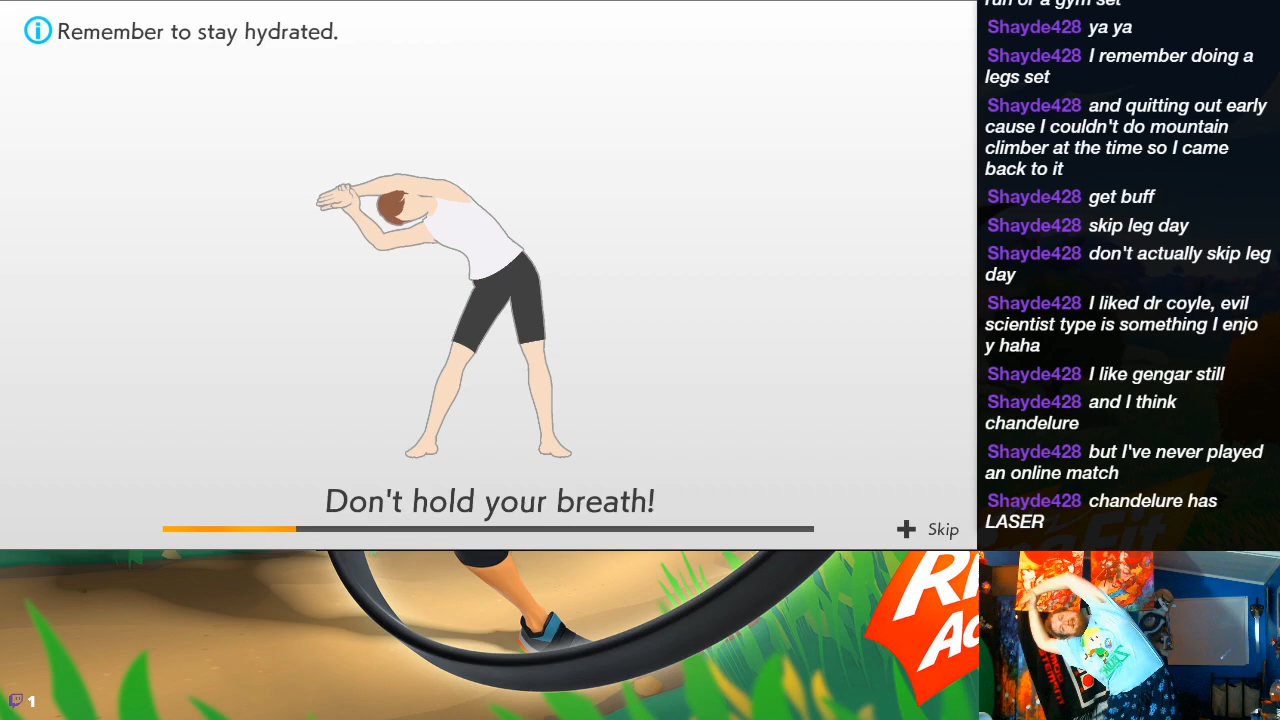 Remember to stay hydrated.
Don't hold your breath!
Skip
run or a gym set
Shayde428 ya ya
Shayde428 I remember doing a
legs set
Shayde428 and quitting out early
cause I couldn't do mountain
climber at the time so I came
back to it
Shayde428 get buff
Shayde428 skip leg day
Shayde428 don't actually skip leg
day
Shayde428 I liked dr coyle, evil
scientist type is something I enjo
y haha
Shayde428 I like gengar still
Shayde428 and I think
chandelure
Shayde428 but I've never played
an online match
Shayde428 chandelure has
LASER
1